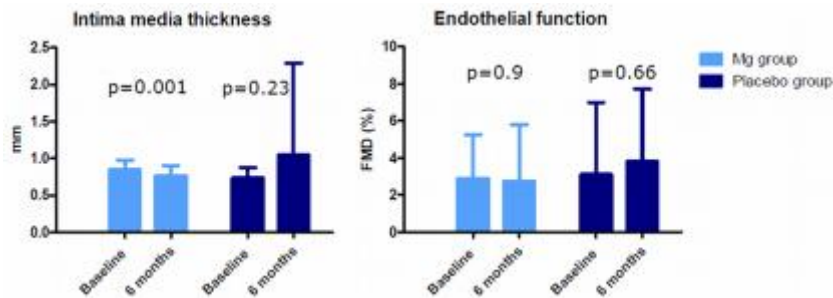 Intima media thickness
Endothelial function
2.5
2.0
1.5
1.0
0.5
0.0
mm
p=0.001
p=0.23
Baseline
6 months
Baseline
6 months
10
8
6
4
2
0
FMD (%)
p=0.9
p=0.66
Baseline
6 months
Baseline
6 months
Mg group
Placebo group